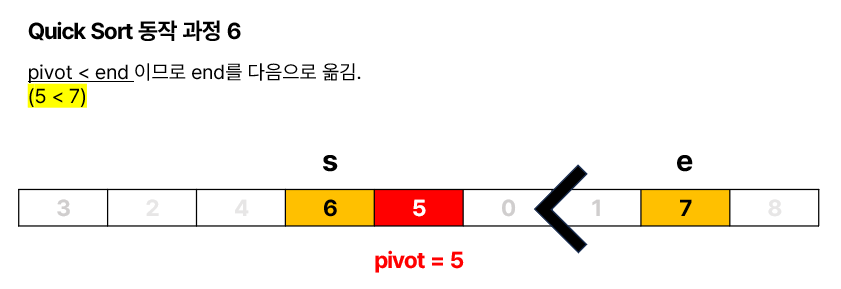 Quick Sort 동작 과정 6
pivot < end 이므로 end를 다음으로 옮김.
(5 < 7)
s e
3 2 4 6 5 0 1 7 8
pivot = 5